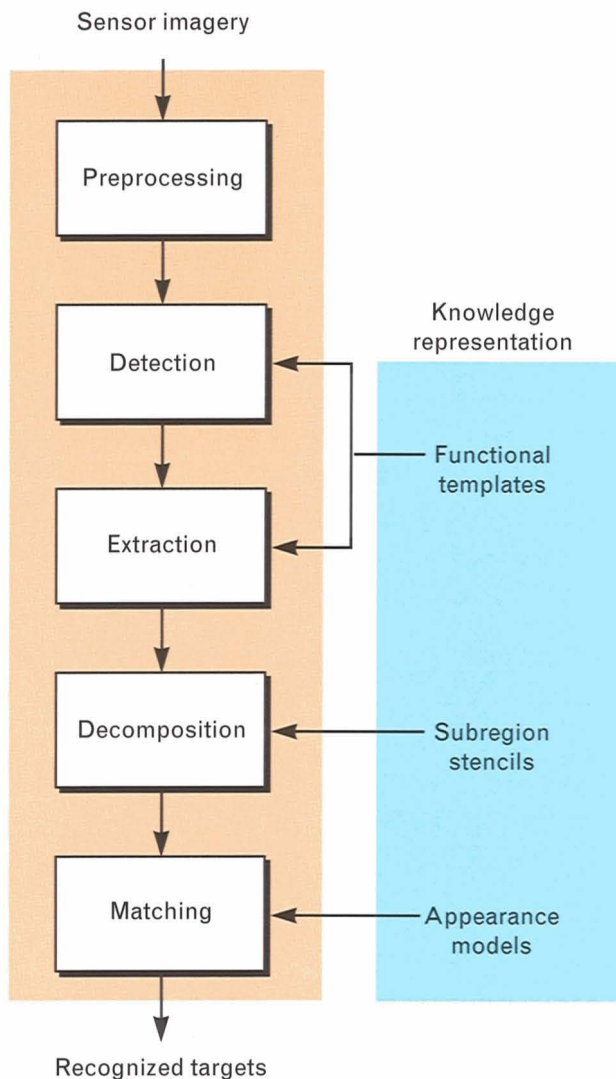 Sensor imagery
Preprocessing
Detection
Knowledge
representation
Functional
templates
Extraction
Decomposition
Subregion
stencils
Matching
Appearance
models
Recognized targets